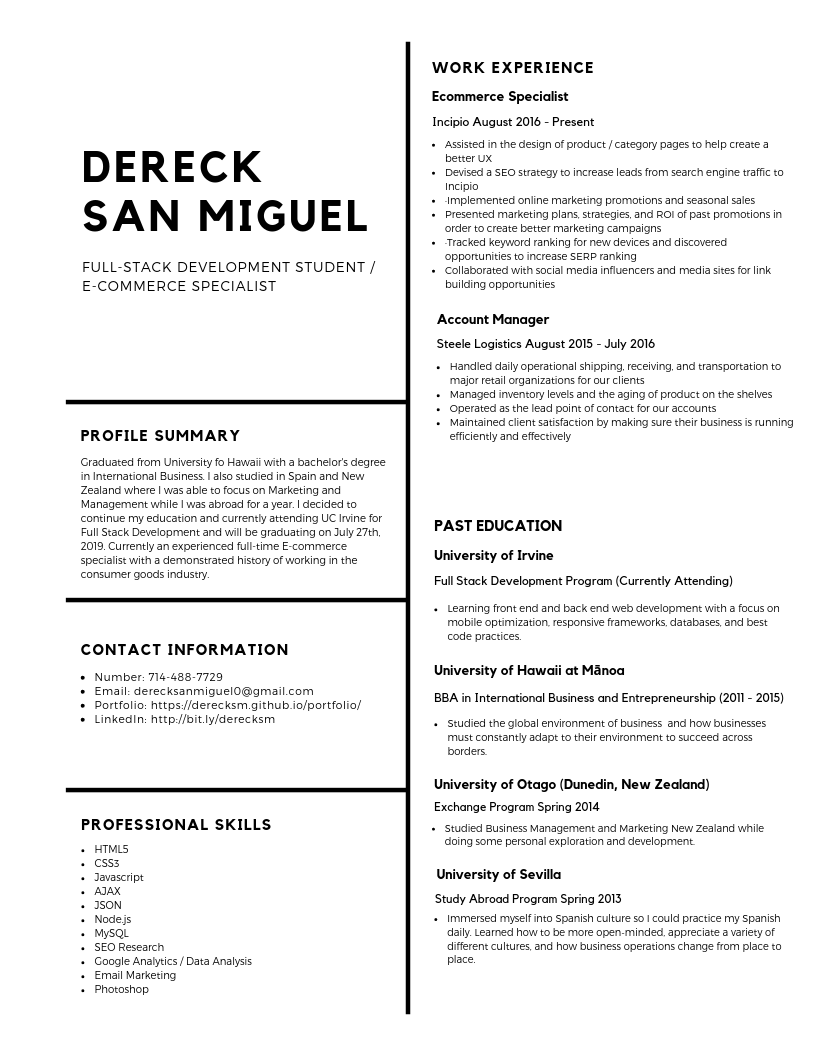 DERECK
SAN MIGUEL
FULL-STACK DEVELOPMENT STUDENT /
E-COMMERCE SPECIALIST
PROFILE SUMMARY
Graduated from University fo Hawaii with a bachelor's degree
in International Business. I also studied in Spain and New
Zealand where I was able to focus on Marketing and
Management while I was abroad for a year. I decided to
continue my education and currently attending UC Irvine for
Full Stack Development and will be graduating on July 27th,
2019. Currently an experienced full-time E-commerce
specialist with a demonstrated history of working in the
consumer goods industry.
CONTACT INFORMATION
• Number: 714-488-7729
• Email: derecksanmiguel0@gmail.com
• Portfolio: https://derecksm.github.io/portfolio/
• LinkedIn: http://bit.ly/derecksm
PROFESSIONAL SKILLS
• HTML5
• CSS3
• Javascript
• AJAX
• JSON
• Node.js
• MySQL
• SEO Research
• Google Analytics / Data Analysis
• Email Marketing
• Photoshop
WORK EXPERIENCE
Ecommerce Specialist
Incipio August 2016 - Present
• Assisted in the design of product / category pages to help create a
better UX
• Devised a SEO strategy to increase leads from search engine traffic to
Incipio
• ·Implemented online marketing promotions and seasonal sales
• Presented marketing plans, strategies, and ROI of past promotions in
order to create better marketing campaigns
• ·Tracked keyword ranking for new devices and discovered
opportunities to increase SERP ranking
• Collaborated with social media influencers and media sites for link
building opportunities
Account Manager
Steele Logistics August 2015 - July 2016
• Handled daily operational shipping, receiving, and transportation to
major retail organizations for our clients
• Managed inventory levels and the aging of product on the shelves
• Operated as the lead point of contact for our accounts
• Maintained client satisfaction by making sure their business is running
efficiently and effectively
PAST EDUCATION
University of Irvine
Full Stack Development Program (Currently Attending)
• Learning front end and back end web development with a focus on
mobile optimization, responsive frameworks, databases, and best
code practices.
University of Hawaii at Mānoa
BBA in International Business and Entrepreneurship (2011 - 2015)
• Studied the global environment of business and how businesses
must constantly adapt to their environment to succeed across
borders.
University of Otago (Dunedin, New Zealand)
Exchange Program Spring 2014
• Studied Business Management and Marketing New Zealand while
doing some personal exploration and development.
University of Sevilla
Study Abroad Program Spring 2013
• Immersed myself into Spanish culture so I could practice my Spanish
daily. Learned how to be more open-minded, appreciate a variety of
different cultures, and how business operations change from place to
place.